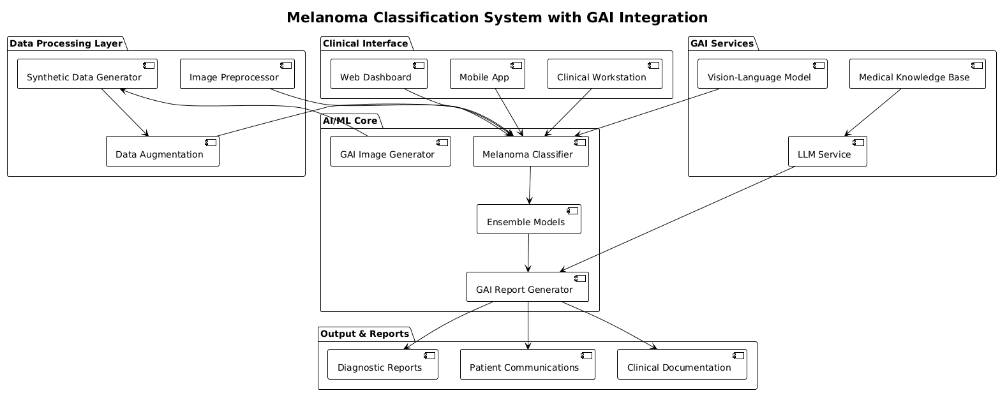 Melanoma Classification System with GAI Integration
Data Processing Layer
Synthetic Data Generator
Image Preprocessor
Data Augmentation
Clinical Interface
Web Dashboard
Mobile App
Clinical Workstation
GAI Services
Vision-Language Model
Medical Knowledge Base
LLM Service
AI/ML Core
GAI Image Generator
Melanoma Classifier
Ensemble Models
GAI Report Generator
Output & Reports
Diagnostic Reports
Patient Communications
Clinical Documentation